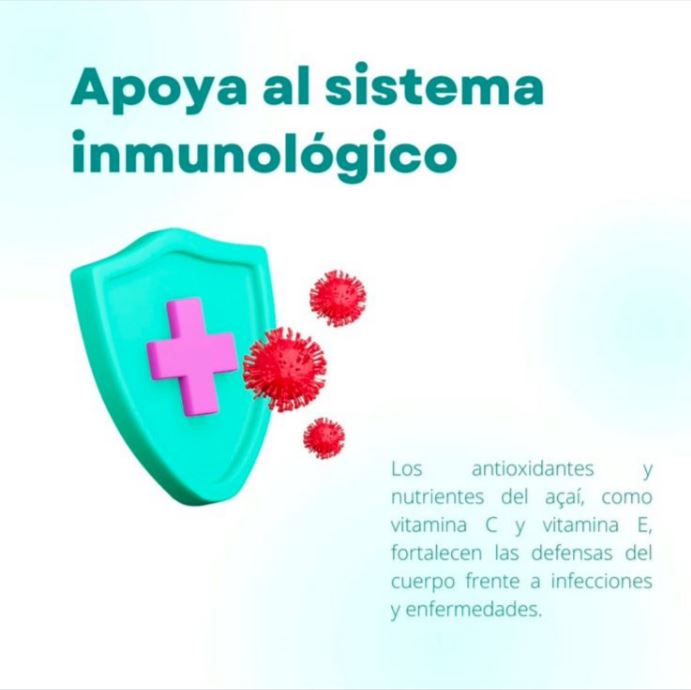 Apoya al sistema
inmunológico
Los antioxidantes y
nutrientes del açaí, como
vitamina C y vitamina E,
fortalecen las defensas del
cuerpo frente a infecciones
y enfermedades.